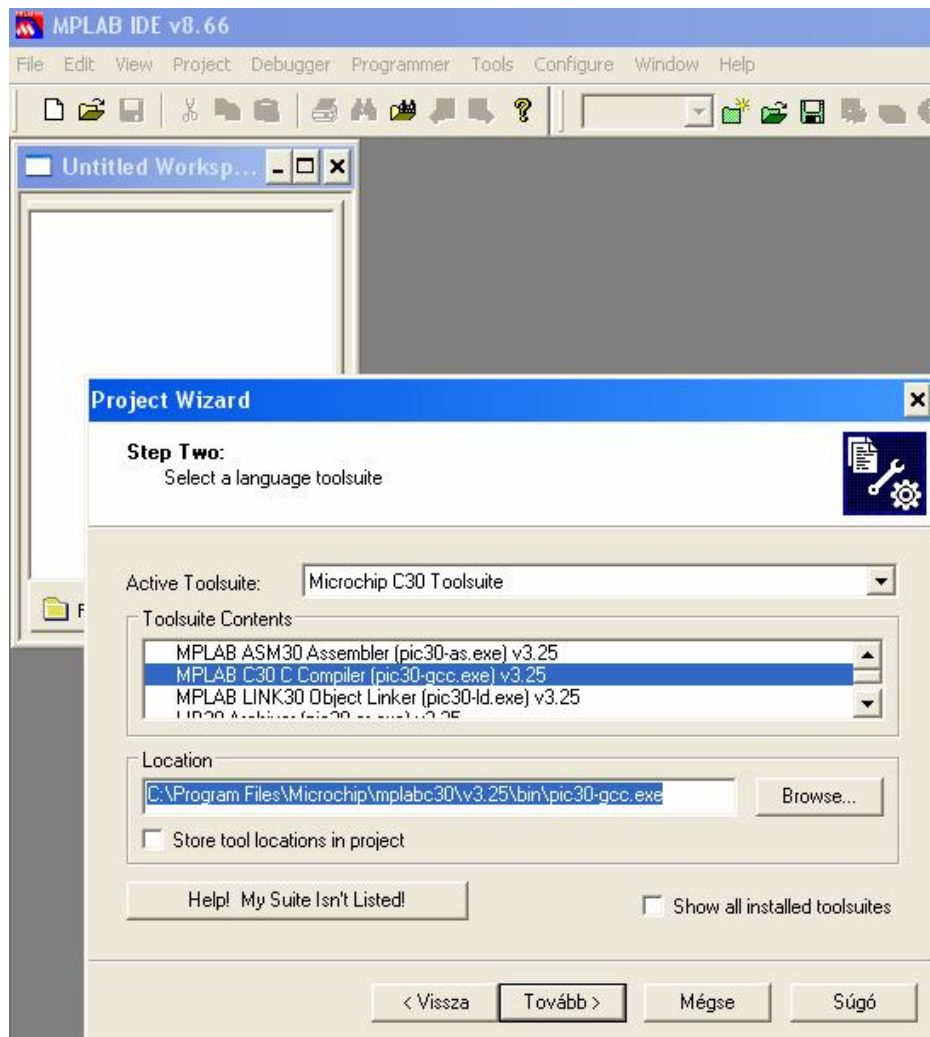 MPLAB IDE v8.66
File Edit View Project Debugger Programmer Tools Configure Window Help
Untitled Worksp...
F
Project Wizard
Step Two:
Select a language toolsuite
Active Toolsuite: Microchip C30 Toolsuite
Toolsuite Contents
MPLAB ASM30 Assembler (pic30-as.exe) v3.25
MPLAB C30 C Compiler (pic30-gcc.exe) v3.25
MPLAB LINK30 Object Linker (pic30-ld.exe) v3.25
Location
C:\Program Files\Microchip\mplabc30\v3.25\bin\pic30-gcc.exe Browse...
Store tool locations in project
Help! My Suite Isn't Listed! Show all installed toolsuites
< Vissza Tovább > Mégse Súgó